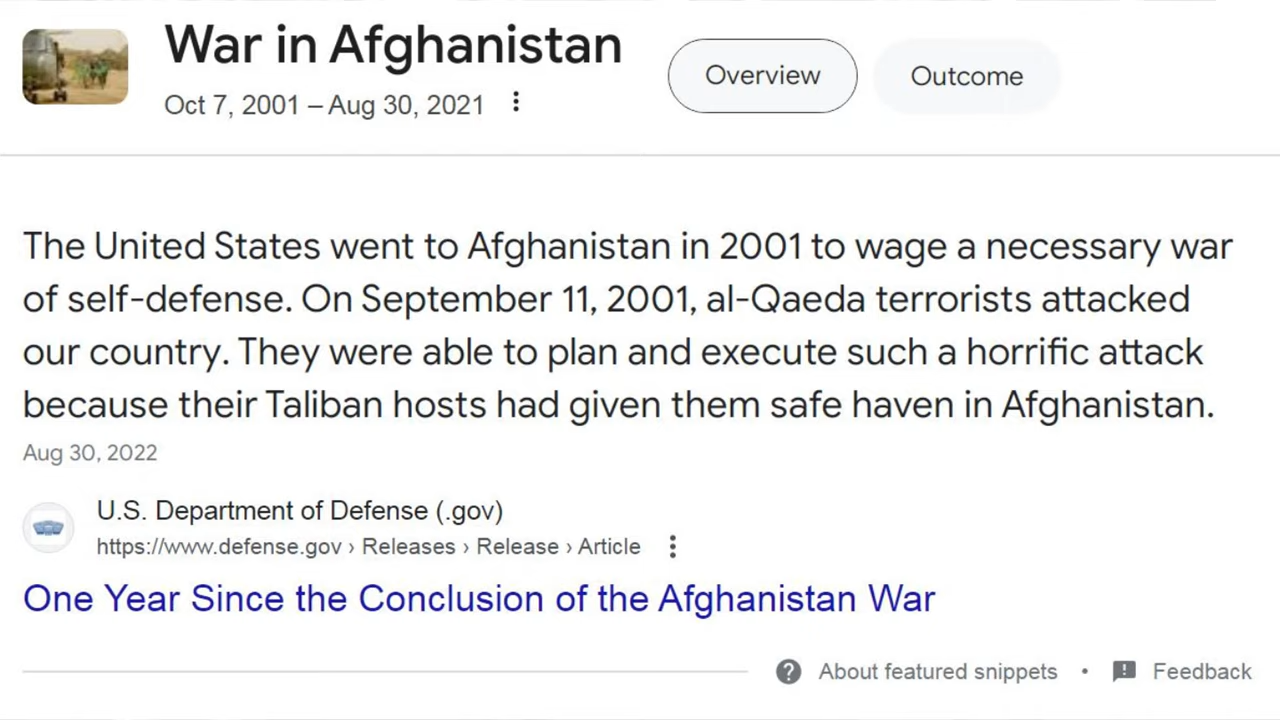 War in Afghanistan
Oct 7, 2001 – Aug 30, 2021
Overview
Outcome
The United States went to Afghanistan in 2001 to wage a necessary war
of self-defense. On September 11, 2001, al-Qaeda terrorists attacked
our country. They were able to plan and execute such a horrific attack
because their Taliban hosts had given them safe haven in Afghanistan.
Aug 30, 2022
U.S. Department of Defense (.gov)
https://www.defense.gov › Releases › Release › Article
One Year Since the Conclusion of the Afghanistan War
About featured snippets • Feedback